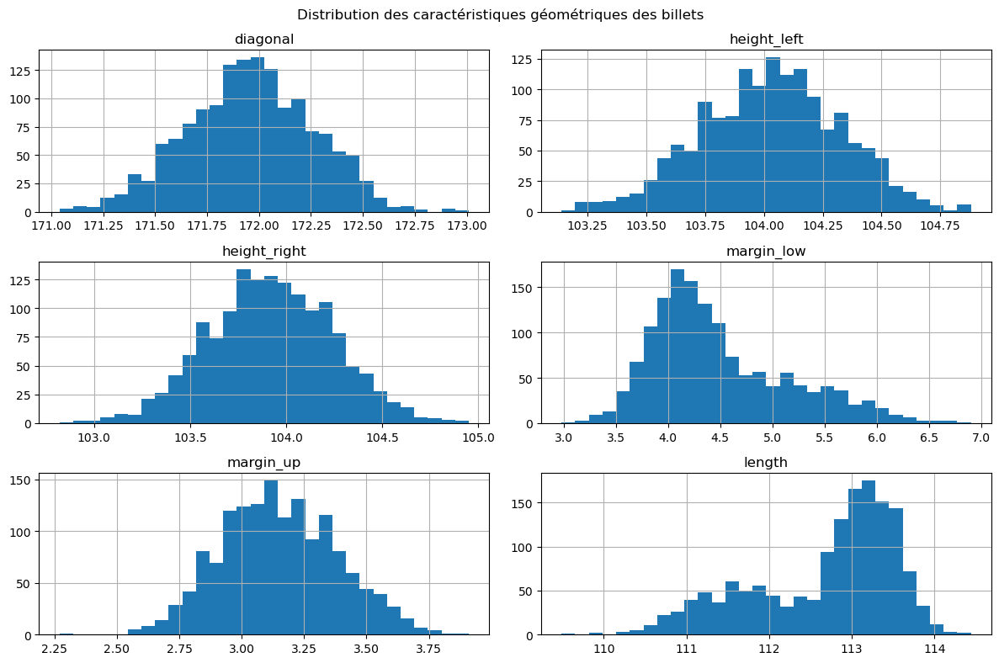 Distribution des caractéristiques géométriques des billets
diagonal
125
100
75
50
25
0
171.00 171.25 171.50 171.75 172.00 172.25 172.50 172.75 173.00
height_left
125
100
75
50
25
0
103.25 103.50 103.75 104.00 104.25 104.50 104.75
height_right
125
100
75
50
25
0
103.0 103.5 104.0 104.5 105.0
margin_low
150
100
50
0
3.0 3.5 4.0 4.5 5.0 5.5 6.0 6.5 7.0
margin_up
150
100
50
0
2.25 2.50 2.75 3.00 3.25 3.50 3.75
length
150
100
50
0
110 111 112 113 114